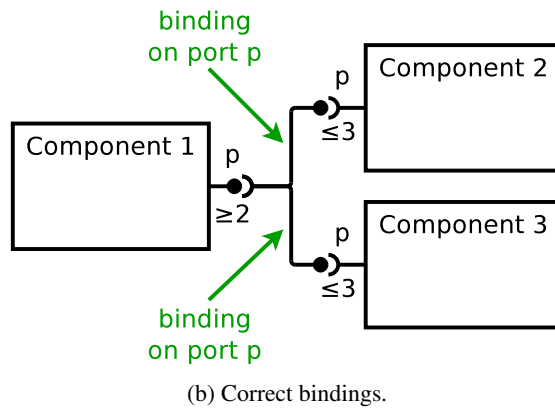 binding
on port p
p
Component 2
≤3
Component 1
p
≥2
p
Component 3
≤3
binding
on port p
(b) Correct bindings.